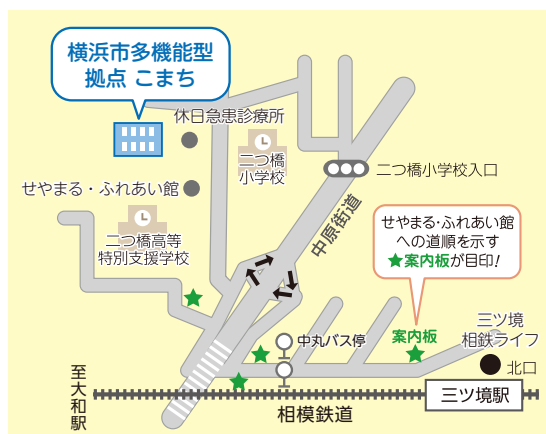 横浜市多機能型
拠点 こまち
休日急患診療所
二つ橋
小学校
二つ橋小学校入口
せやまる・ふれあい館
二つ橋高等
特別支援学校
中原街道
せやまる・ふれあい館
への道順を示す
★案内板が目印!
中丸バス停
案内板
三ツ境
相鉄ライフ
北口
至大和駅
相模鉄道
三ツ境駅